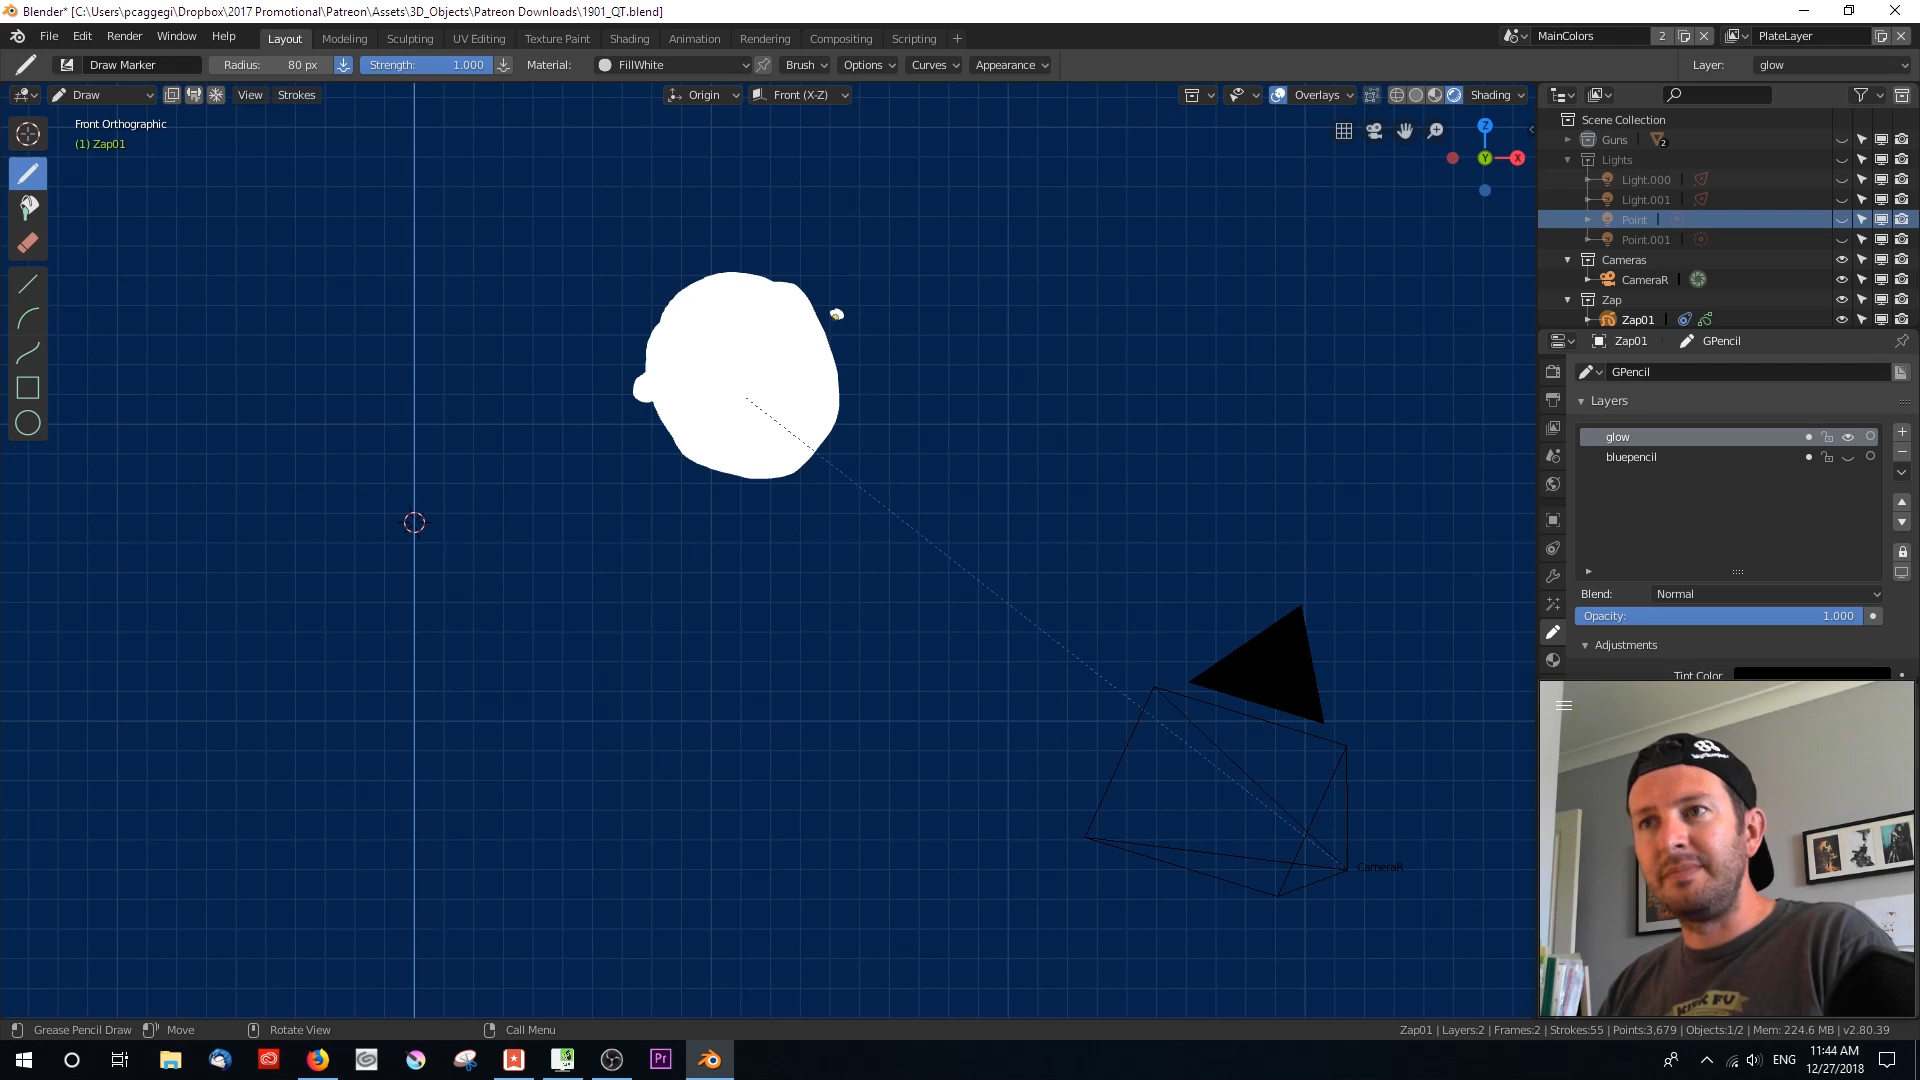 Blender* [C:\Users\pcaggegi\Dropbox\2017 Promotional\Patreon\Assets\3D_Objects\Patreon Downloads\1901_QT.blend]
File Edit Render Window Help Layout Modeling Sculpting UV Editing Texture Paint Shading Animation Rendering Compositing Scripting + MainColors 2 PlateLayer
Draw Marker Radius: 80 px Strength: 1.000 Material: FillWhite Brush Options Curves Appearance Layer: glow
Draw View Strokes Origin Front (X-Z) Overlays Shading
Front Orthographic
(1) Zap01
Z
Y X
Scene Collection
Guns 2
Lights
Light.000
Light.001
Point
Point.001
Cameras
CameraR
Zap
Zap01
Zap01 GPencil
GPencil
Layers
glow
bluepencil
Blend: Normal
Opacity: 1.000
Adjustments
Tint Color
CameraR
Grease Pencil Draw Move Rotate View Call Menu Zap01 | Layers:2 | Frames:2 | Strokes:55 | Points:3,679 | Objects:1/2 | Mem: 224.6 MB | v2.80.39
Pr ENG 11:44 AM
12/27/2018